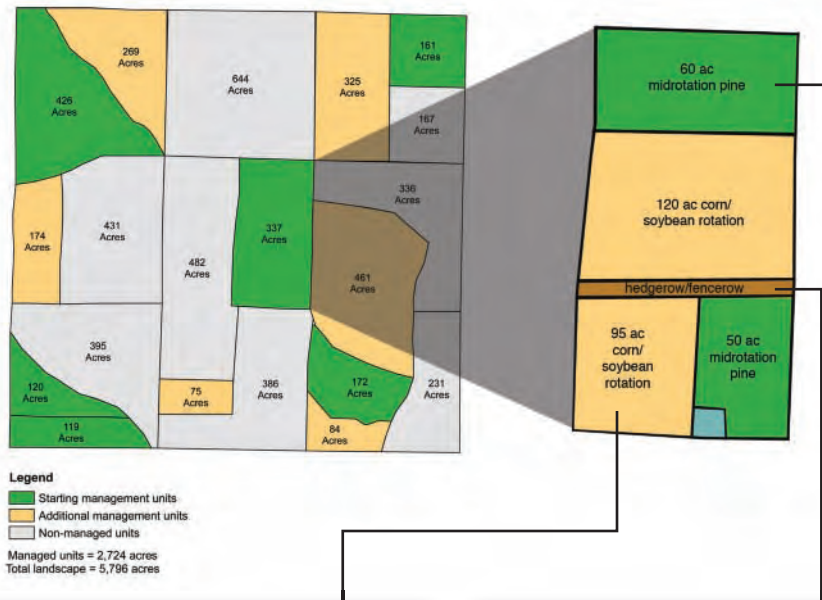 269
Acres
426
Acres
644
Acres
325
Acres
161
Acres
167
Acres
174
Acres
431
Acres
482
Acres
337
Acres
336
Acres
461
Acres
395
Acres
120
Acres
119
Acres
75
Acres
386
Acres
172
Acres
84
Acres
231
Acres
60 ac
midrotation pine
120 ac corn/
soybean rotation
hedgerow/fencerow
95 ac
corn/
soybean
rotation
50 ac
midrotation
pine
Legend
Starting management units
Additional management units
Non-managed units
Managed units = 2,724 acres
Total landscape = 5,796 acres